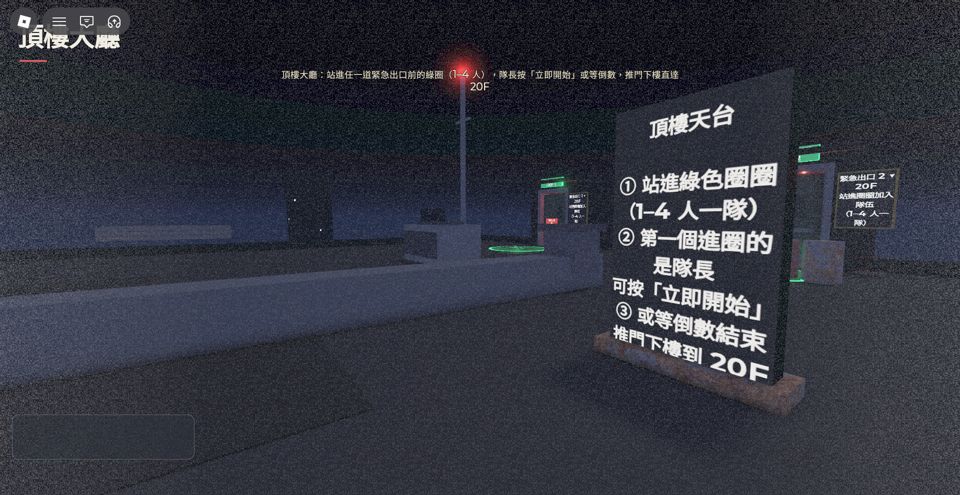 頂樓大廳
頂樓大廳：站進任一道緊急出口前的綠圈（1–4 人），隊長按「立即開始」或等倒數，推門下樓直達
20F
頂樓天台
① 站進綠色圈圈
（1–4 人一隊）
② 第一個進圈的
是隊長
可按「立即開始」
③ 或等倒數結束
推門下樓到 20F
緊急出口 2 ▼
20F
站進圈圈加入
隊伍
（1–4 人一
隊）